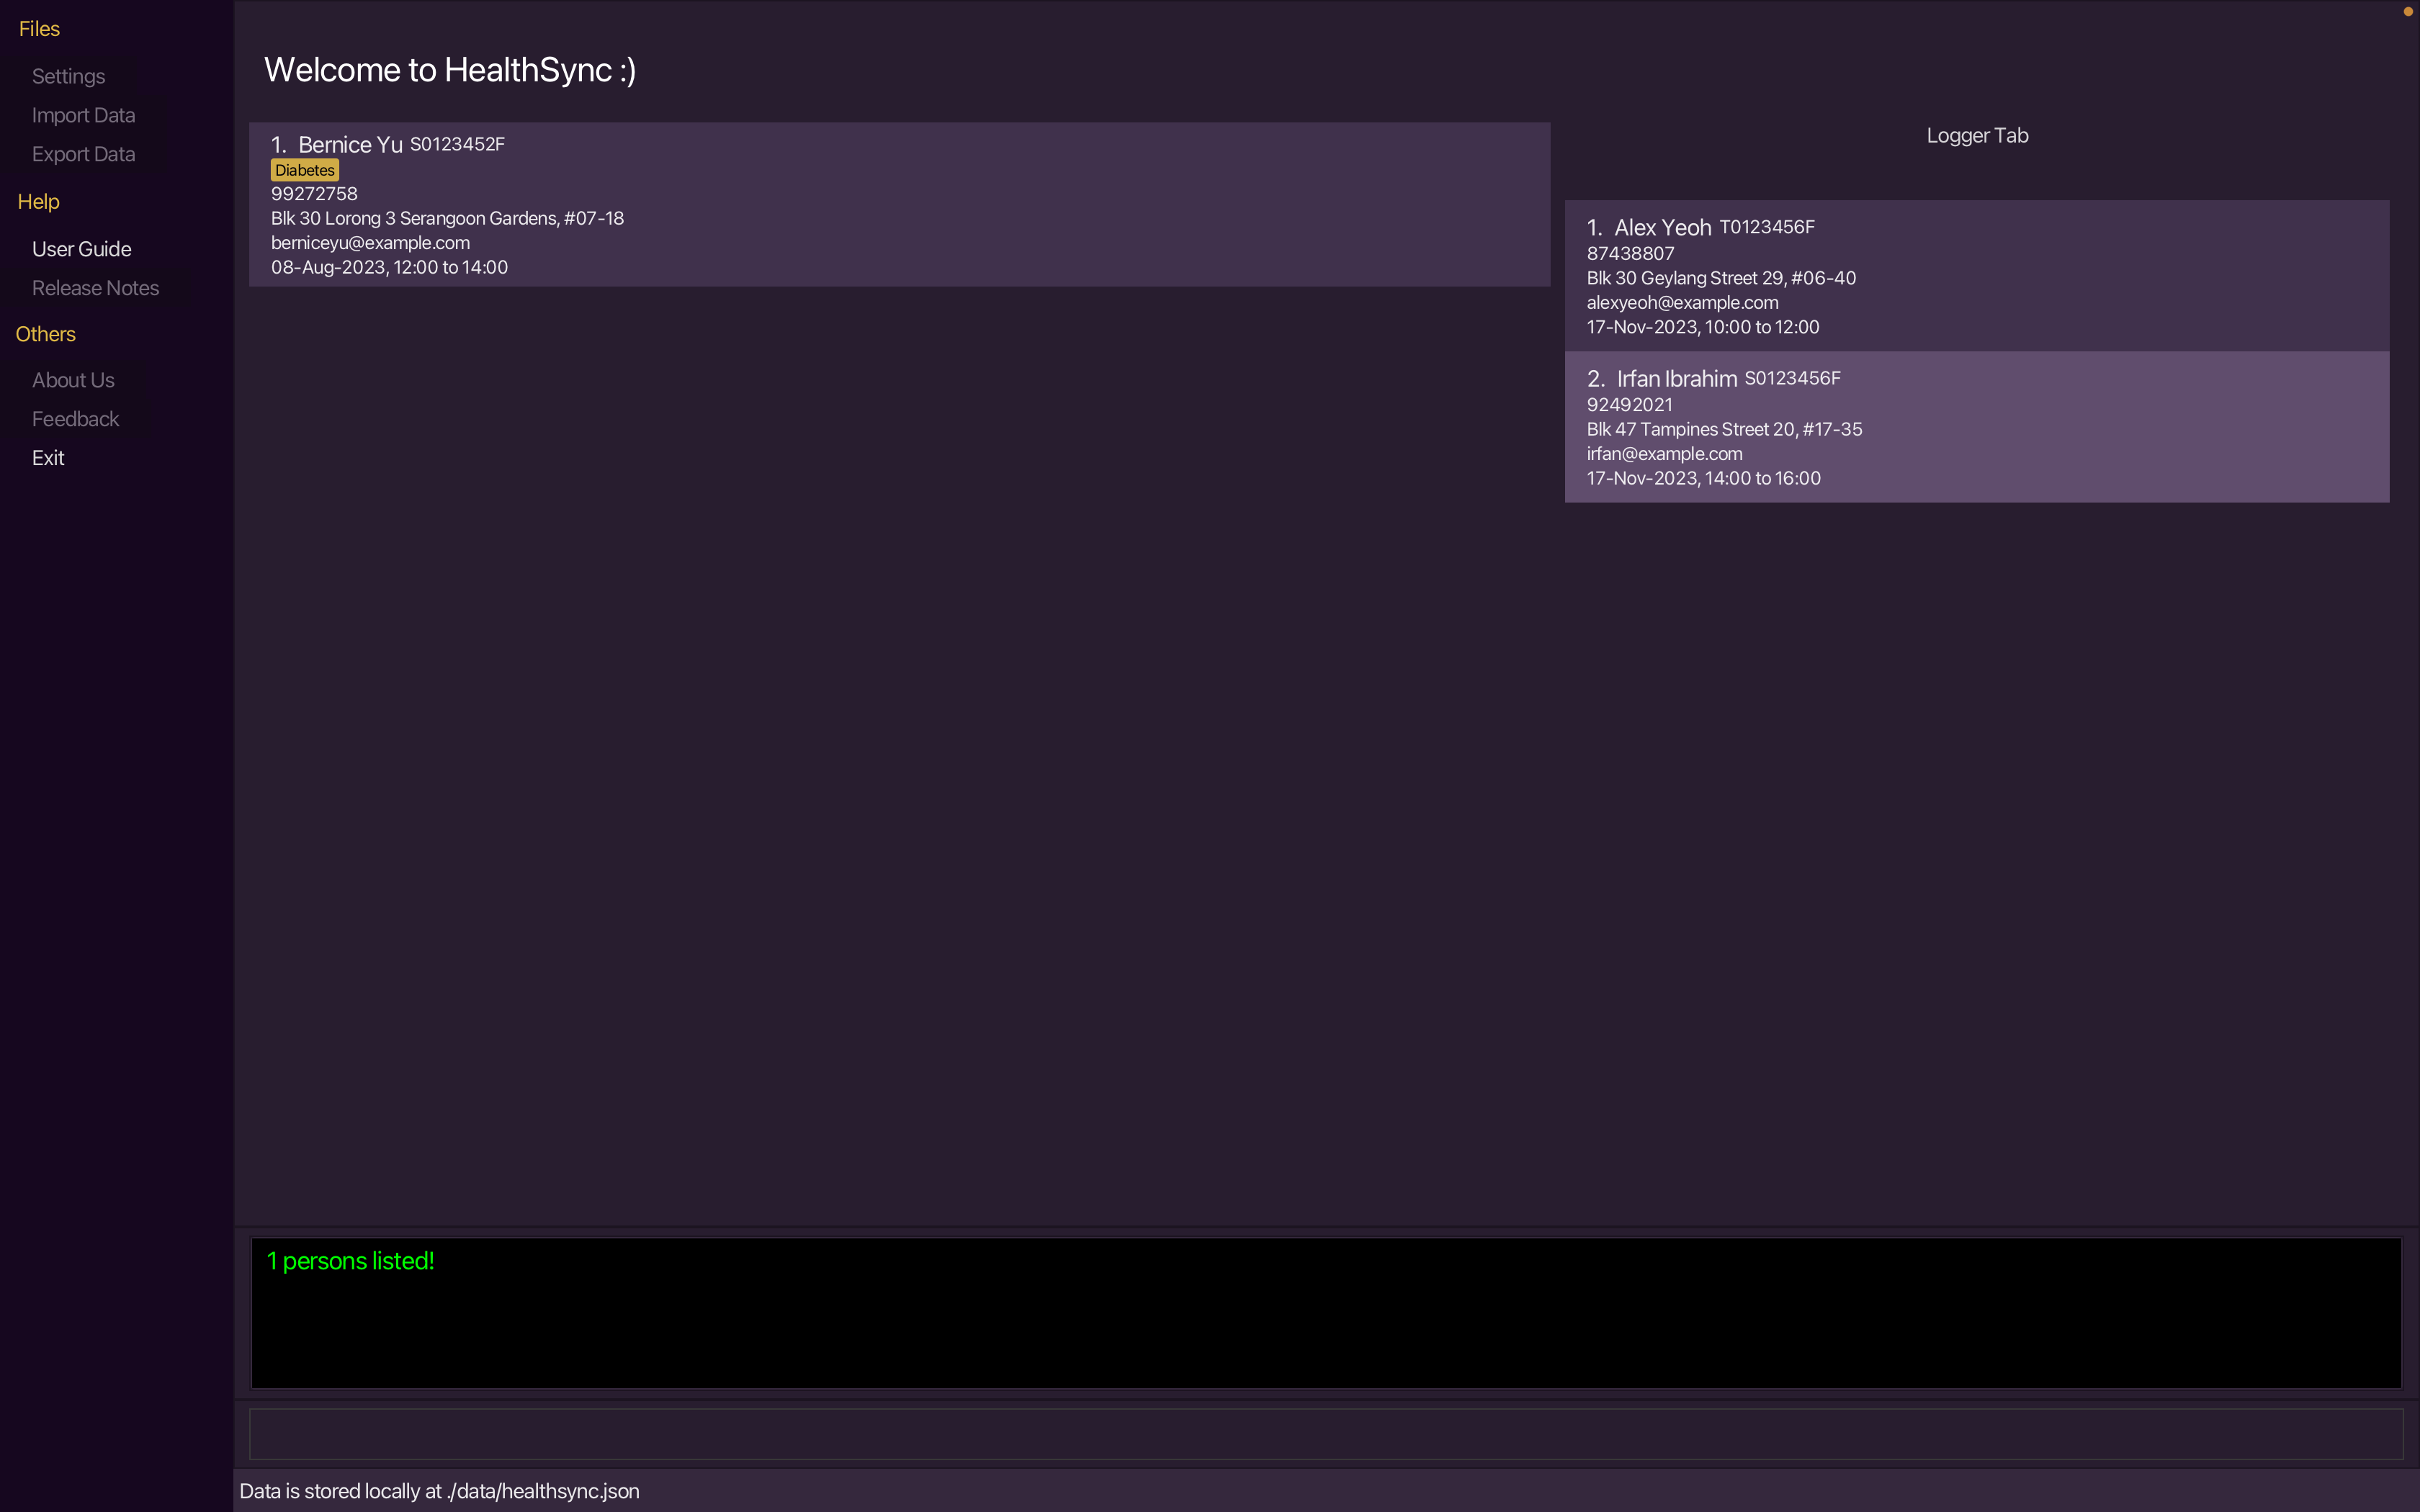 Files
Settings
Import Data
Export Data
Help
User Guide
Release Notes
Others
About Us
Feedback
Exit
Welcome to HealthSync :)
1. Bernice Yu S0123452F
Diabetes
99272758
Blk 30 Lorong 3 Serangoon Gardens, #07-18
berniceyu@example.com
08-Aug-2023, 12:00 to 14:00
Logger Tab
1. Alex Yeoh T0123456F
87438807
Blk 30 Geylang Street 29, #06-40
alexyeoh@example.com
17-Nov-2023, 10:00 to 12:00
2. Irfan Ibrahim S0123456F
92492021
Blk 47 Tampines Street 20, #17-35
irfan@example.com
17-Nov-2023, 14:00 to 16:00
1 persons listed!
Data is stored locally at ./data/healthsync.json